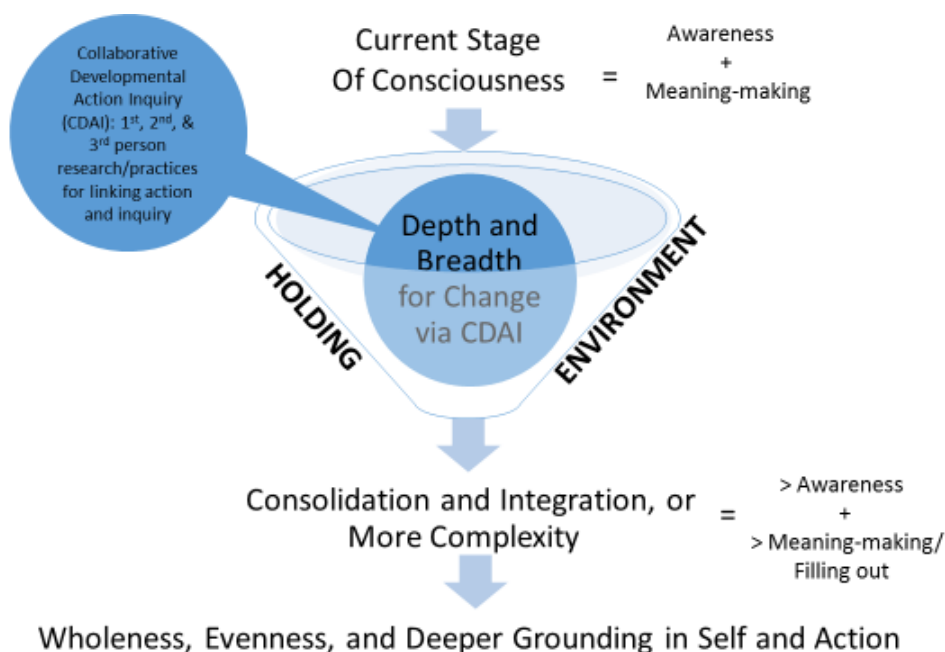 Collaborative
Developmental
Action Inquiry
(CDAI): 1st, 2nd, &
3rd person
research/practices
for linking action
and inquiry
Current Stage
Of Consciousness
=
Awareness
+
Meaning-making
Depth and
Breadth
for Change
via CDAI
HOLDING
ENVIRONMENT
Consolidation and Integration, or
More Complexity
=
> Awareness
+
> Meaning-making/
Filling out
Wholeness, Evenness, and Deeper Grounding in Self and Action